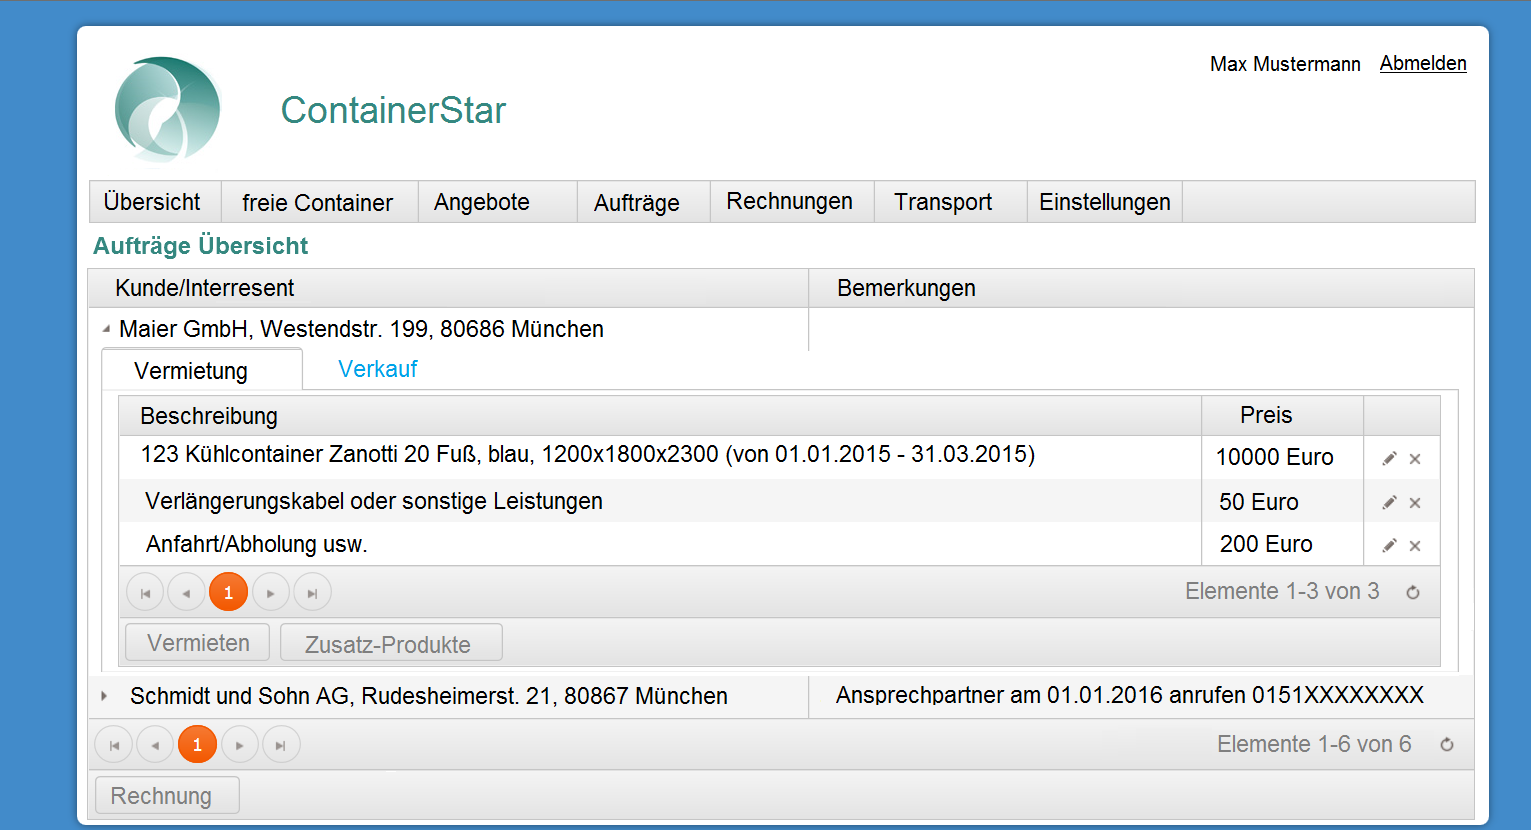 Max Mustermann Abmelden
ContainerStar
Übersicht freie Container Angebote Aufträge Rechnungen Transport Einstellungen
Aufträge Übersicht
Kunde/Interresent Bemerkungen
Maier GmbH, Westendstr. 199, 80686 München
Vermietung Verkauf
Beschreibung Preis
123 Kühlcontainer Zanotti 20 Fuß, blau, 1200x1800x2300 (von 01.01.2015 - 31.03.2015) 10000 Euro
Verlängerungskabel oder sonstige Leistungen 50 Euro
Anfahrt/Abholung usw. 200 Euro
1 Elemente 1-3 von 3
Vermieten Zusatz-Produkte
Schmidt und Sohn AG, Rudesheimerst. 21, 80867 München Ansprechpartner am 01.01.2016 anrufen 0151XXXXXXXX
1 Elemente 1-6 von 6
Rechnung